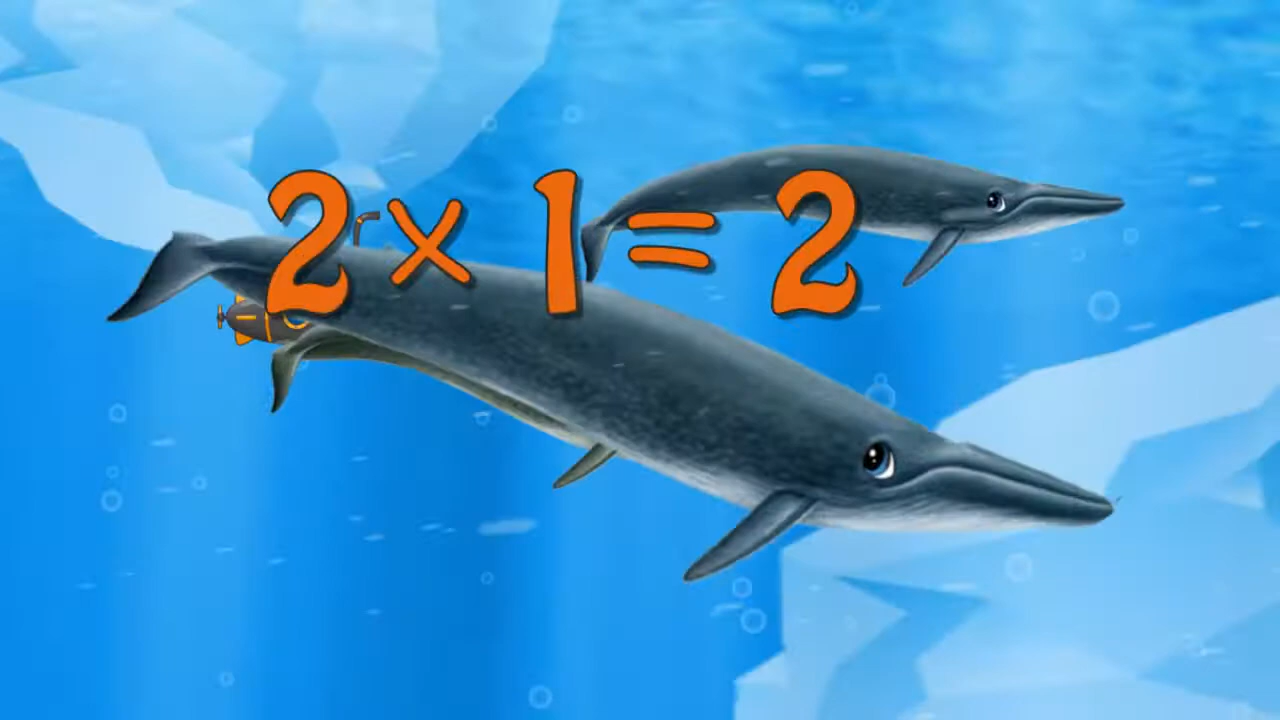 2 × 1 = 2